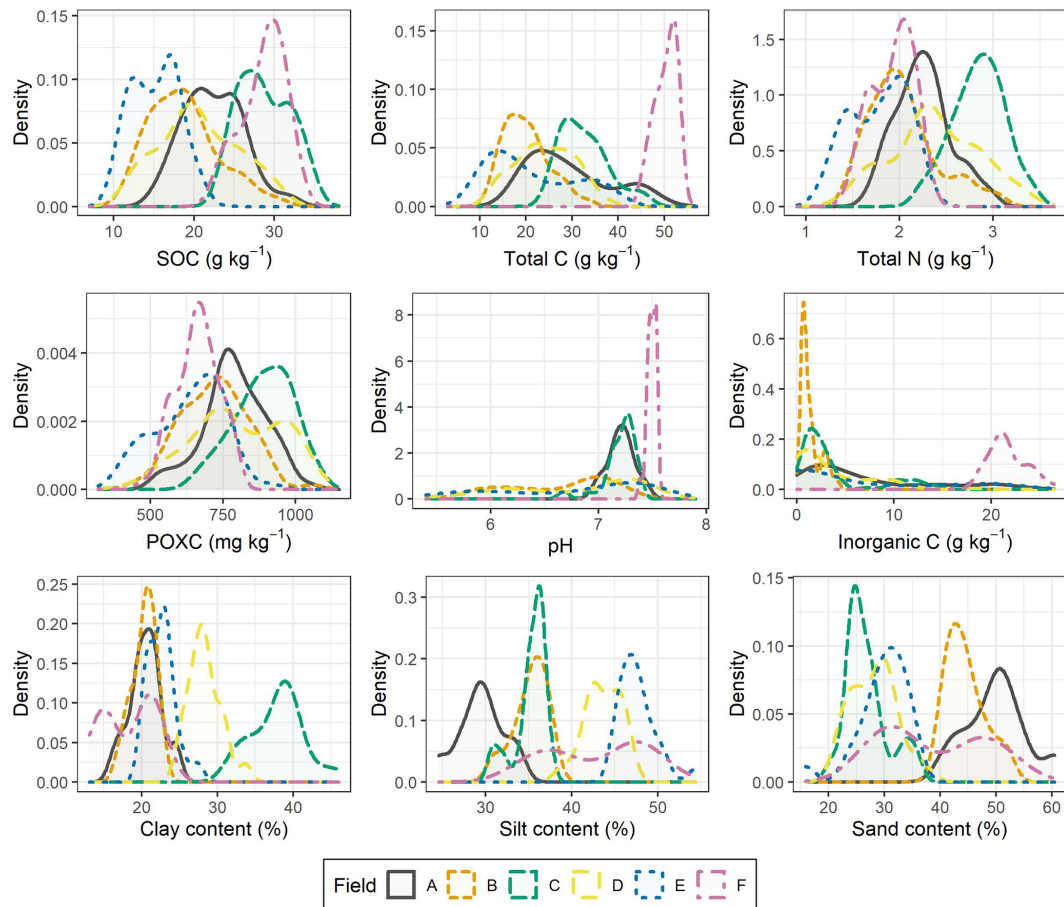 0.15
0.10
0.05
0.00
Density
10 20 30
SOC (g kg⁻¹)
0.15
0.10
0.05
0.00
Density
10 20 30 40 50
Total C (g kg⁻¹)
1.5
1.0
0.5
0.0
Density
1 2 3
Total N (g kg⁻¹)
0.004
0.002
0.000
Density
500 750 1000
POXC (mg kg⁻¹)
8
6
4
2
0
Density
6 7 8
pH
0.6
0.4
0.2
0.0
Density
0 10 20
Inorganic C (g kg⁻¹)
0.25
0.20
0.15
0.10
0.05
0.00
Density
20 30 40
Clay content (%)
0.3
0.2
0.1
0.0
Density
30 40 50
Silt content (%)
0.15
0.10
0.05
0.00
Density
20 30 40 50 60
Sand content (%)
Field A B C D E F